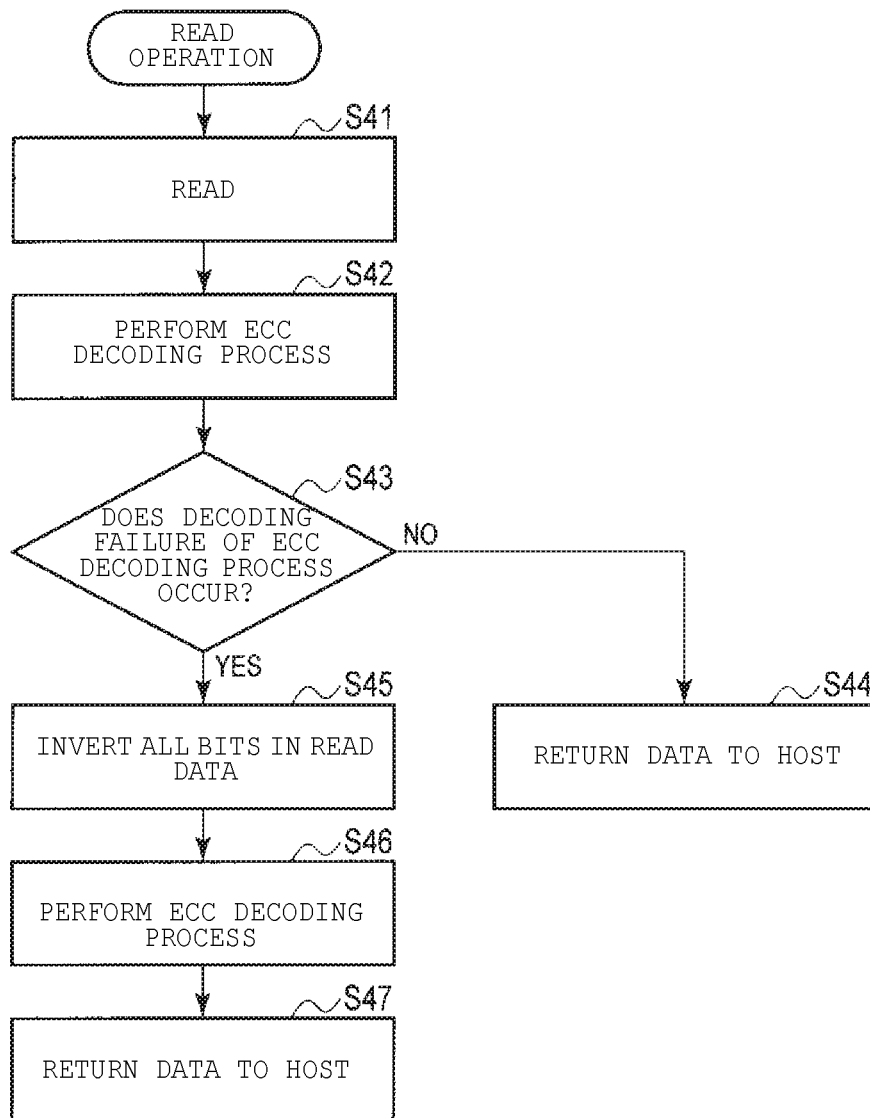 READ
OPERATION
S41
READ
S42
PERFORM ECC
DECODING PROCESS
S43
DOES DECODING
FAILURE OF ECC
DECODING PROCESS
OCCUR?
NO
YES
S45
INVERT ALL BITS IN READ
DATA
S44
RETURN DATA TO HOST
S46
PERFORM ECC DECODING
PROCESS
S47
RETURN DATA TO HOST